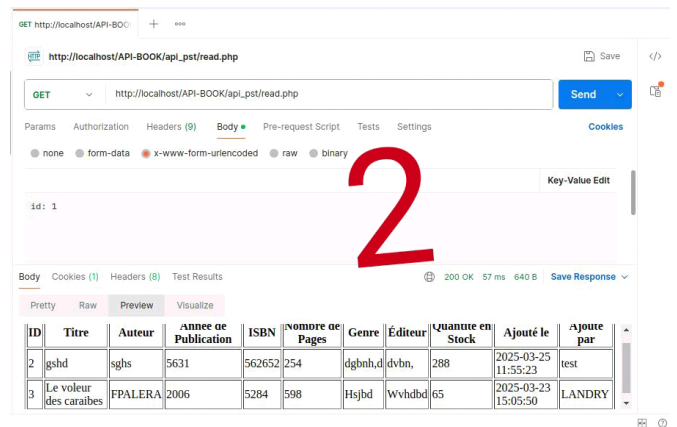 GET http://localhost/API-BOO
http://localhost/API-BOOK/api_pst/read.php
Save
GET http://localhost/API-BOOK/api_pst/read.php Send
Params Authorization Headers (9) Body Pre-request Script Tests Settings Cookies
none form-data x-www-form-urlencoded raw binary
Key-Value Edit
id: 1
2
Body Cookies (1) Headers (8) Test Results 200 OK 57 ms 640 B Save Response
Pretty Raw Preview Visualize
ID Titre Auteur Année de Publication ISBN Nombre de Pages Genre Éditeur Quantité en Stock Ajouté le Ajouté par
2 gshd sghs 5631 562652 254 dgbnh,d dvbn, 288 2025-03-25 11:55:23 test
3 Le voleur des caraibes FPALERA 2006 5284 598 Hsjbd Wvhdbd 65 2025-03-23 15:05:50 LANDRY